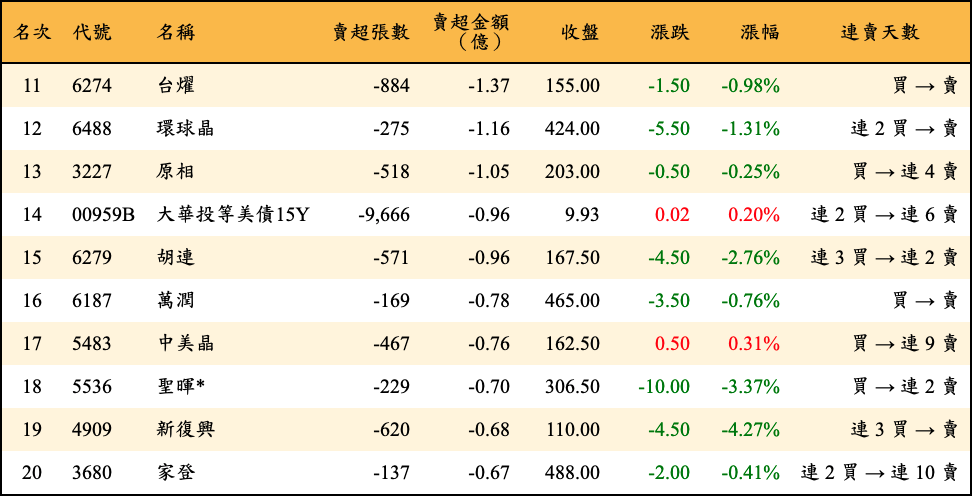 名次 代號 名稱 賣超張數 賣超金額（億） 收盤 漲跌 漲幅 連賣天數
11 6274 台燿 -884 -1.37 155.00 -1.50 -0.98% 買 → 賣
12 6488 環球晶 -275 -1.16 424.00 -5.50 -1.31% 連 2 買 → 賣
13 3227 原相 -518 -1.05 203.00 -0.50 -0.25% 買 → 連 4 賣
14 00959B 大華投等美債15Y -9,666 -0.96 9.93 0.02 0.20% 連 2 買 → 連 6 賣
15 6279 胡連 -571 -0.96 167.50 -4.50 -2.76% 連 3 買 → 連 2 賣
16 6187 萬潤 -169 -0.78 465.00 -3.50 -0.76% 買 → 賣
17 5483 中美晶 -467 -0.76 162.50 0.50 0.31% 買 → 連 9 賣
18 5536 聖暉* -229 -0.70 306.50 -10.00 -3.37% 買 → 連 2 賣
19 4909 新復興 -620 -0.68 110.00 -4.50 -4.27% 連 3 買 → 賣
20 3680 家登 -137 -0.67 488.00 -2.00 -0.41% 連 2 買 → 連 10 賣